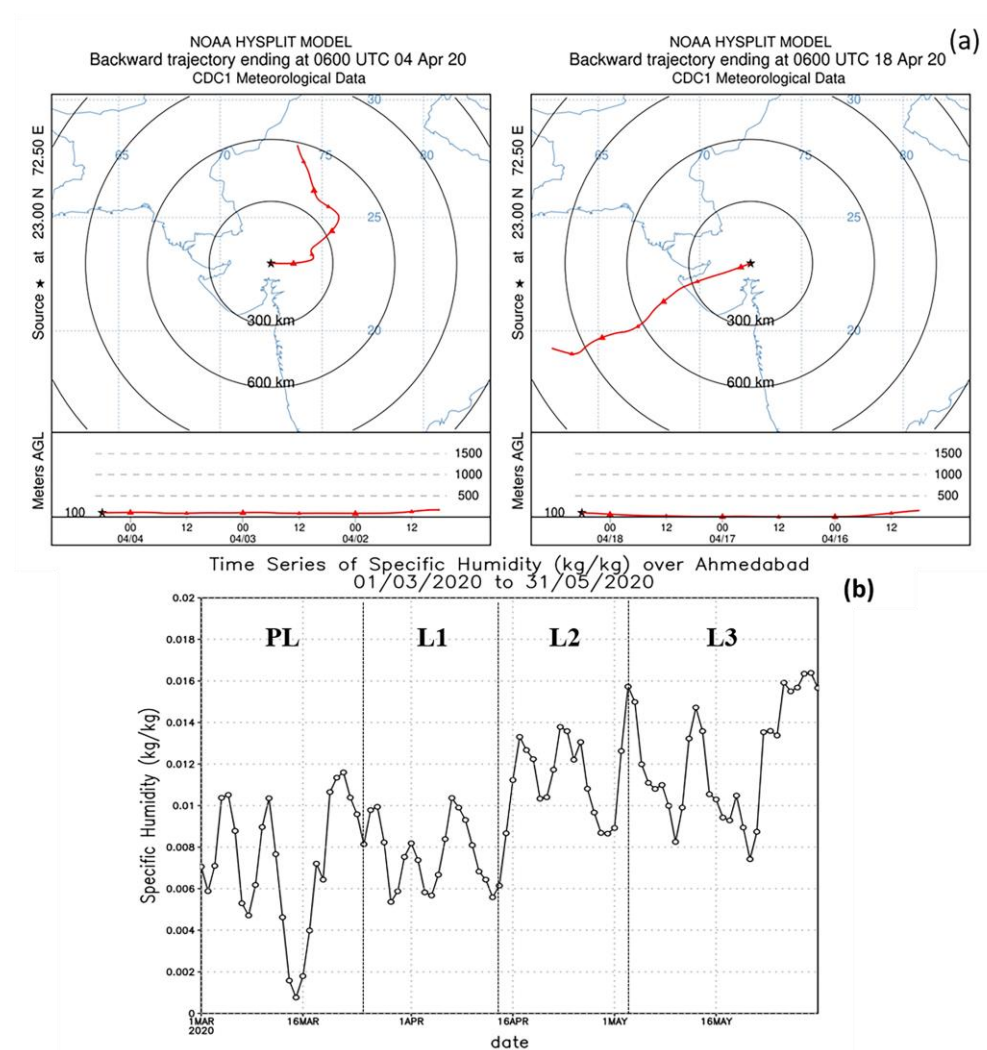 (a)
NOAA HYSPLIT MODEL
Backward trajectory ending at 0600 UTC 04 Apr 20
CDC1 Meteorological Data
Source ★ at 23.00 N 72.50 E
30
65
70
75
80
25
20
300 km
600 km
Meters AGL
1500
1000
500
100
00 12 00 12 00 12
04/04 04/03 04/02
NOAA HYSPLIT MODEL
Backward trajectory ending at 0600 UTC 18 Apr 20
CDC1 Meteorological Data
Source ★ at 23.00 N 72.50 E
30
65
70
75
80
25
20
300 km
600 km
Meters AGL
1500
1000
500
100
00 12 00 12 00 12
04/18 04/17 04/16
Time Series of Specific Humidity (kg/kg) over Ahmedabad
01/03/2020 to 31/05/2020
(b)
PL L1 L2 L3
Specific Humidity (kg/kg)
0.02
0.018
0.016
0.014
0.012
0.01
0.008
0.006
0.004
0.002
0
1MAR 16MAR 1APR 16APR 1MAY 16MAY
2020
date